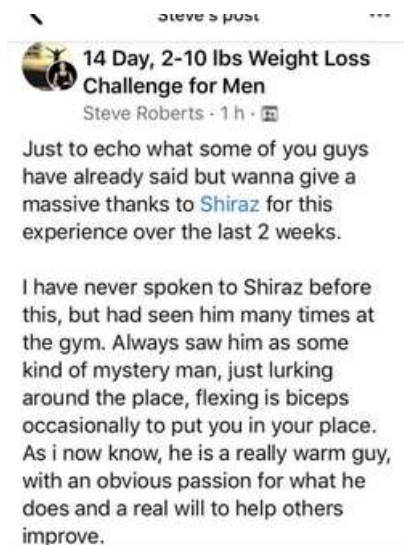 Steve's post
14 Day, 2-10 lbs Weight Loss
Challenge for Men
Steve Roberts · 1 h ·
Just to echo what some of you guys
have already said but wanna give a
massive thanks to Shiraz for this
experience over the last 2 weeks.
I have never spoken to Shiraz before
this, but had seen him many times at
the gym. Always saw him as some
kind of mystery man, just lurking
around the place, flexing is biceps
occasionally to put you in your place.
As i now know, he is a really warm guy,
with an obvious passion for what he
does and a real will to help others
improve.